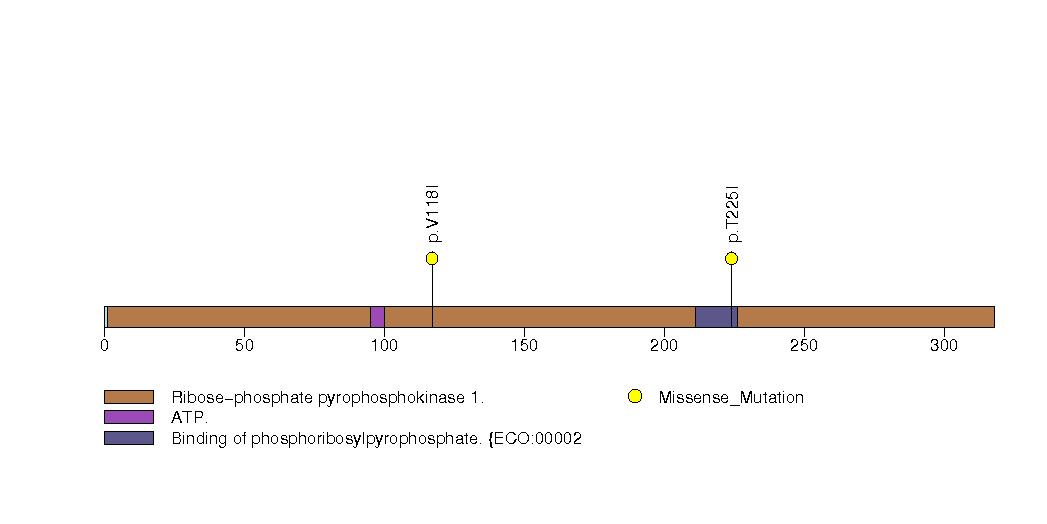 p.V118I
p.T225I
0 50 100 150 200 250 300
Ribose-phosphate pyrophosphokinase 1.
Missense_Mutation
ATP.
Binding of phosphoribosylpyrophosphate. {ECO:00002